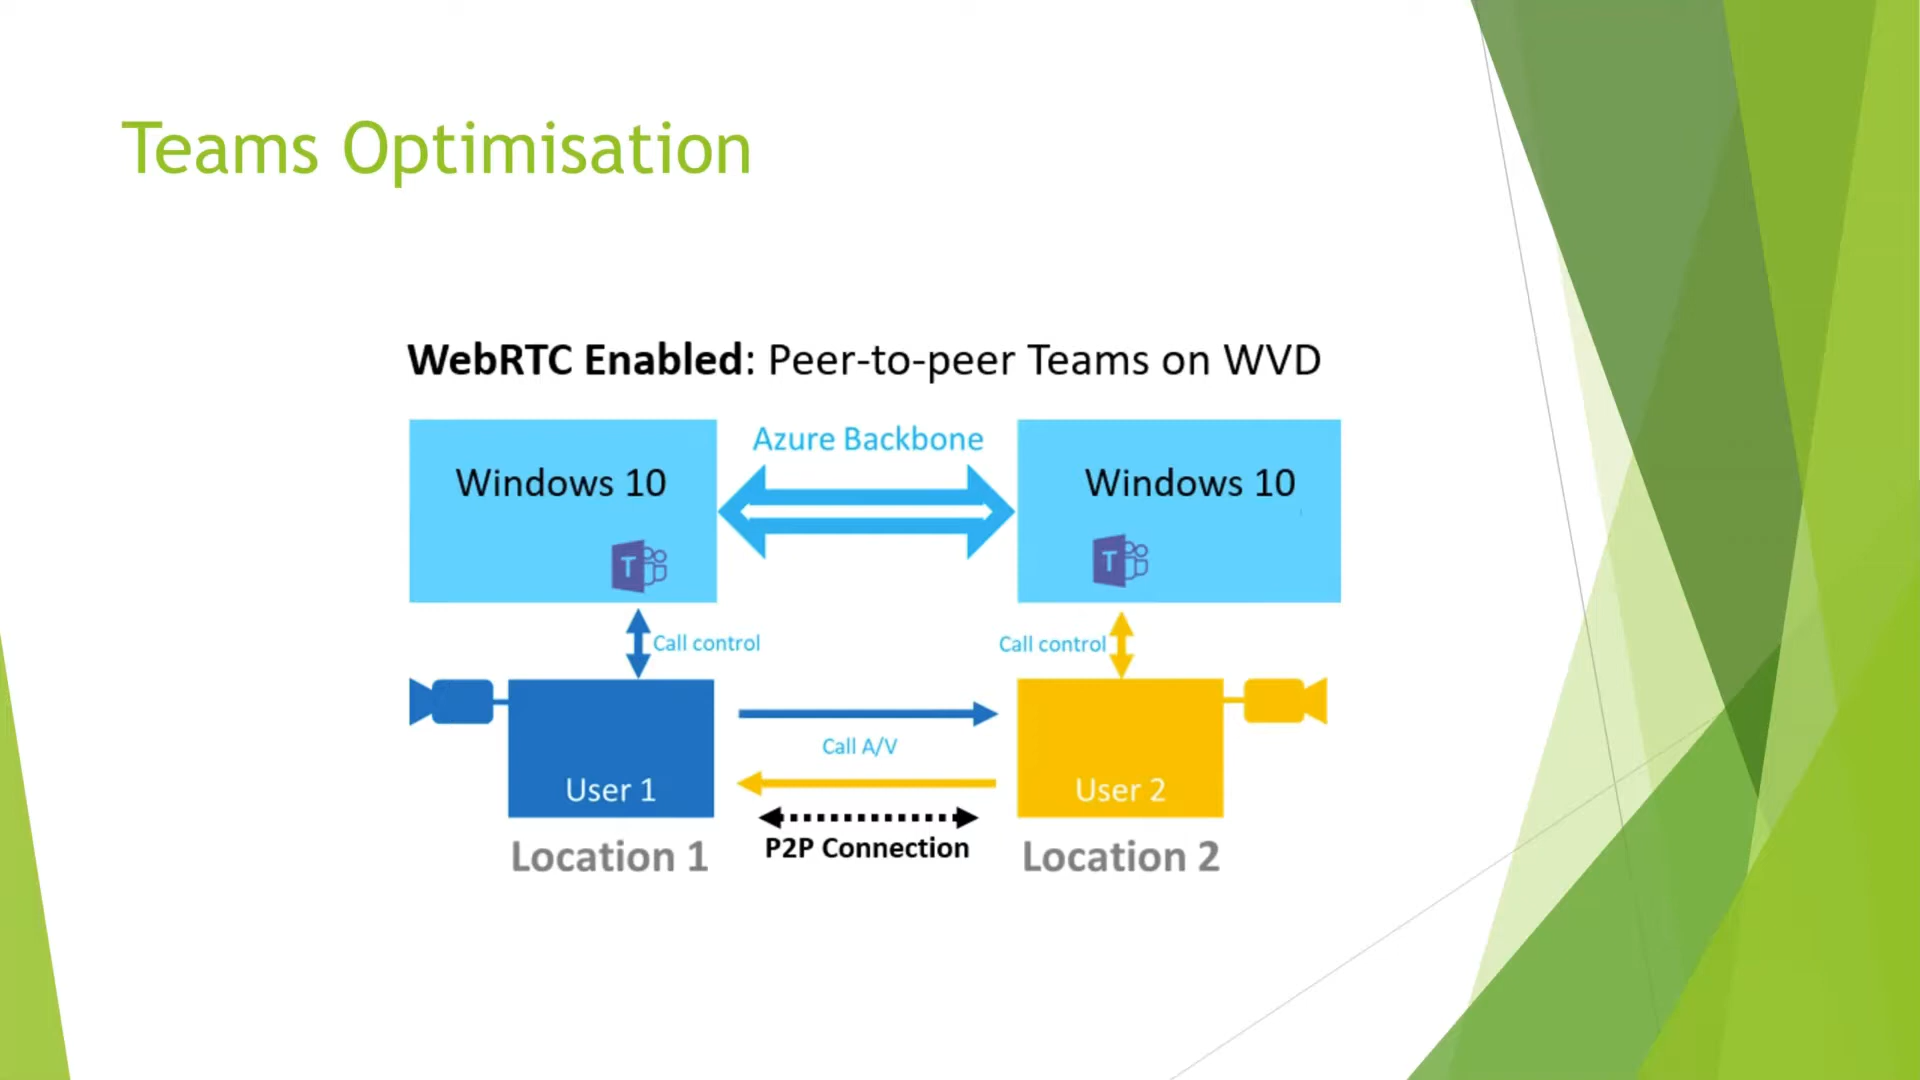 Teams Optimisation
WebRTC Enabled: Peer-to-peer Teams on WVD
Azure Backbone
Windows 10
Windows 10
T
T
Call control
Call control
Call A/V
User 1
User 2
P2P Connection
Location 1
Location 2